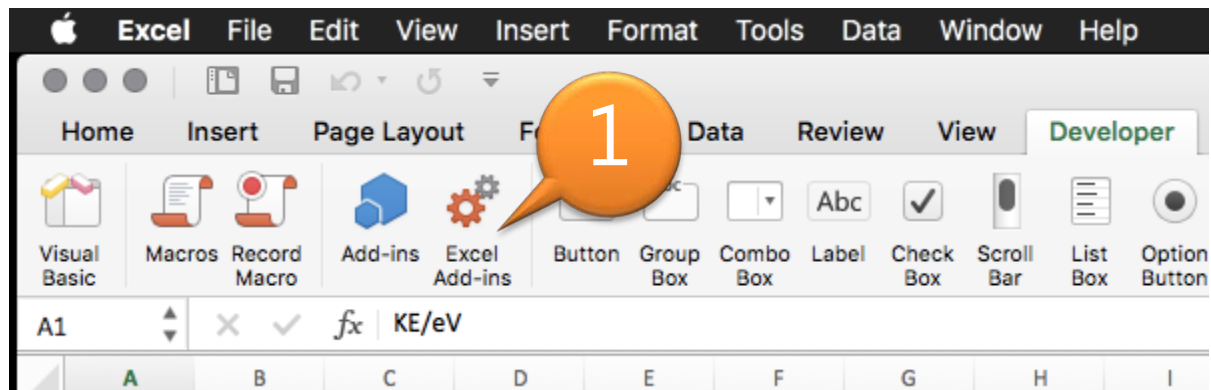 Excel File Edit View Insert Format Tools Data Window Help
Home Insert Page Layout Data Review View Developer
1
Abc
Visual Basic
Macros
Record Macro
Add-ins
Excel Add-ins
Button
Group Box
Combo Box
Label
Check Box
Scroll Bar
List Box
Option Button
A1 fx KE/eV
A B C D E F G H I